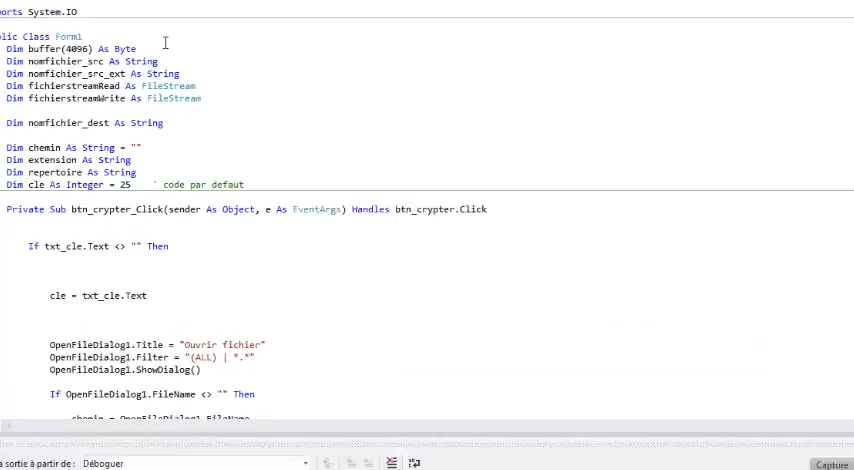 orts System.IO
lic Class Form1
Dim buffer(4096) As Byte
Dim nomfichier_src As String
Dim nomfichier_src_ext As String
Dim fichierstreamRead As FileStream
Dim fichierstreamWrite As FileStream
Dim nomfichier_dest As String
Dim chemin As String = ""
Dim extension As String
Dim repertoire As String
Dim cle As Integer = 25 ' code par defaut
Private Sub btn_crypter_Click(sender As Object, e As EventArgs) Handles btn_crypter.Click
If txt_cle.Text <> "" Then
cle = txt_cle.Text
OpenFileDialog1.Title = "Ouvrir fichier"
OpenFileDialog1.Filter = "(ALL) | *.*"
OpenFileDialog1.ShowDialog()
If OpenFileDialog1.FileName <> "" Then
chemin = OpenFileDialog1.FileName
a sortie à partir de : Déboguer
Capture